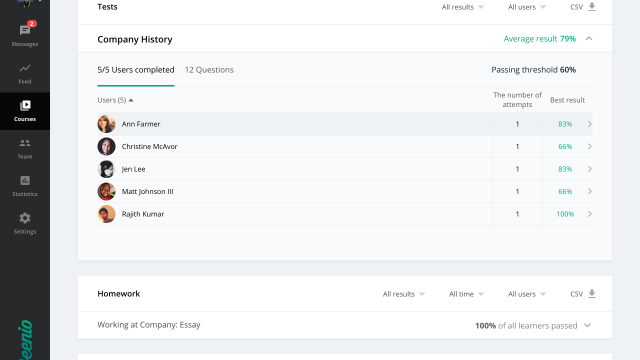 Tests All results All users CSV
2
Messages
Company History Average result 79%
Feed
5/5 Users completed 12 Questions Passing threshold 60%
Users (5) The number of attempts Best result
Courses
Ann Farmer 1 83%
Christine McAvor 1 66%
Team
Jen Lee 1 83%
Matt Johnson III 1 66%
Statistics
Rajith Kumar 1 100%
Settings
Homework All results All time All users CSV
Working at Company: Essay 100% of all learners passed
eenio